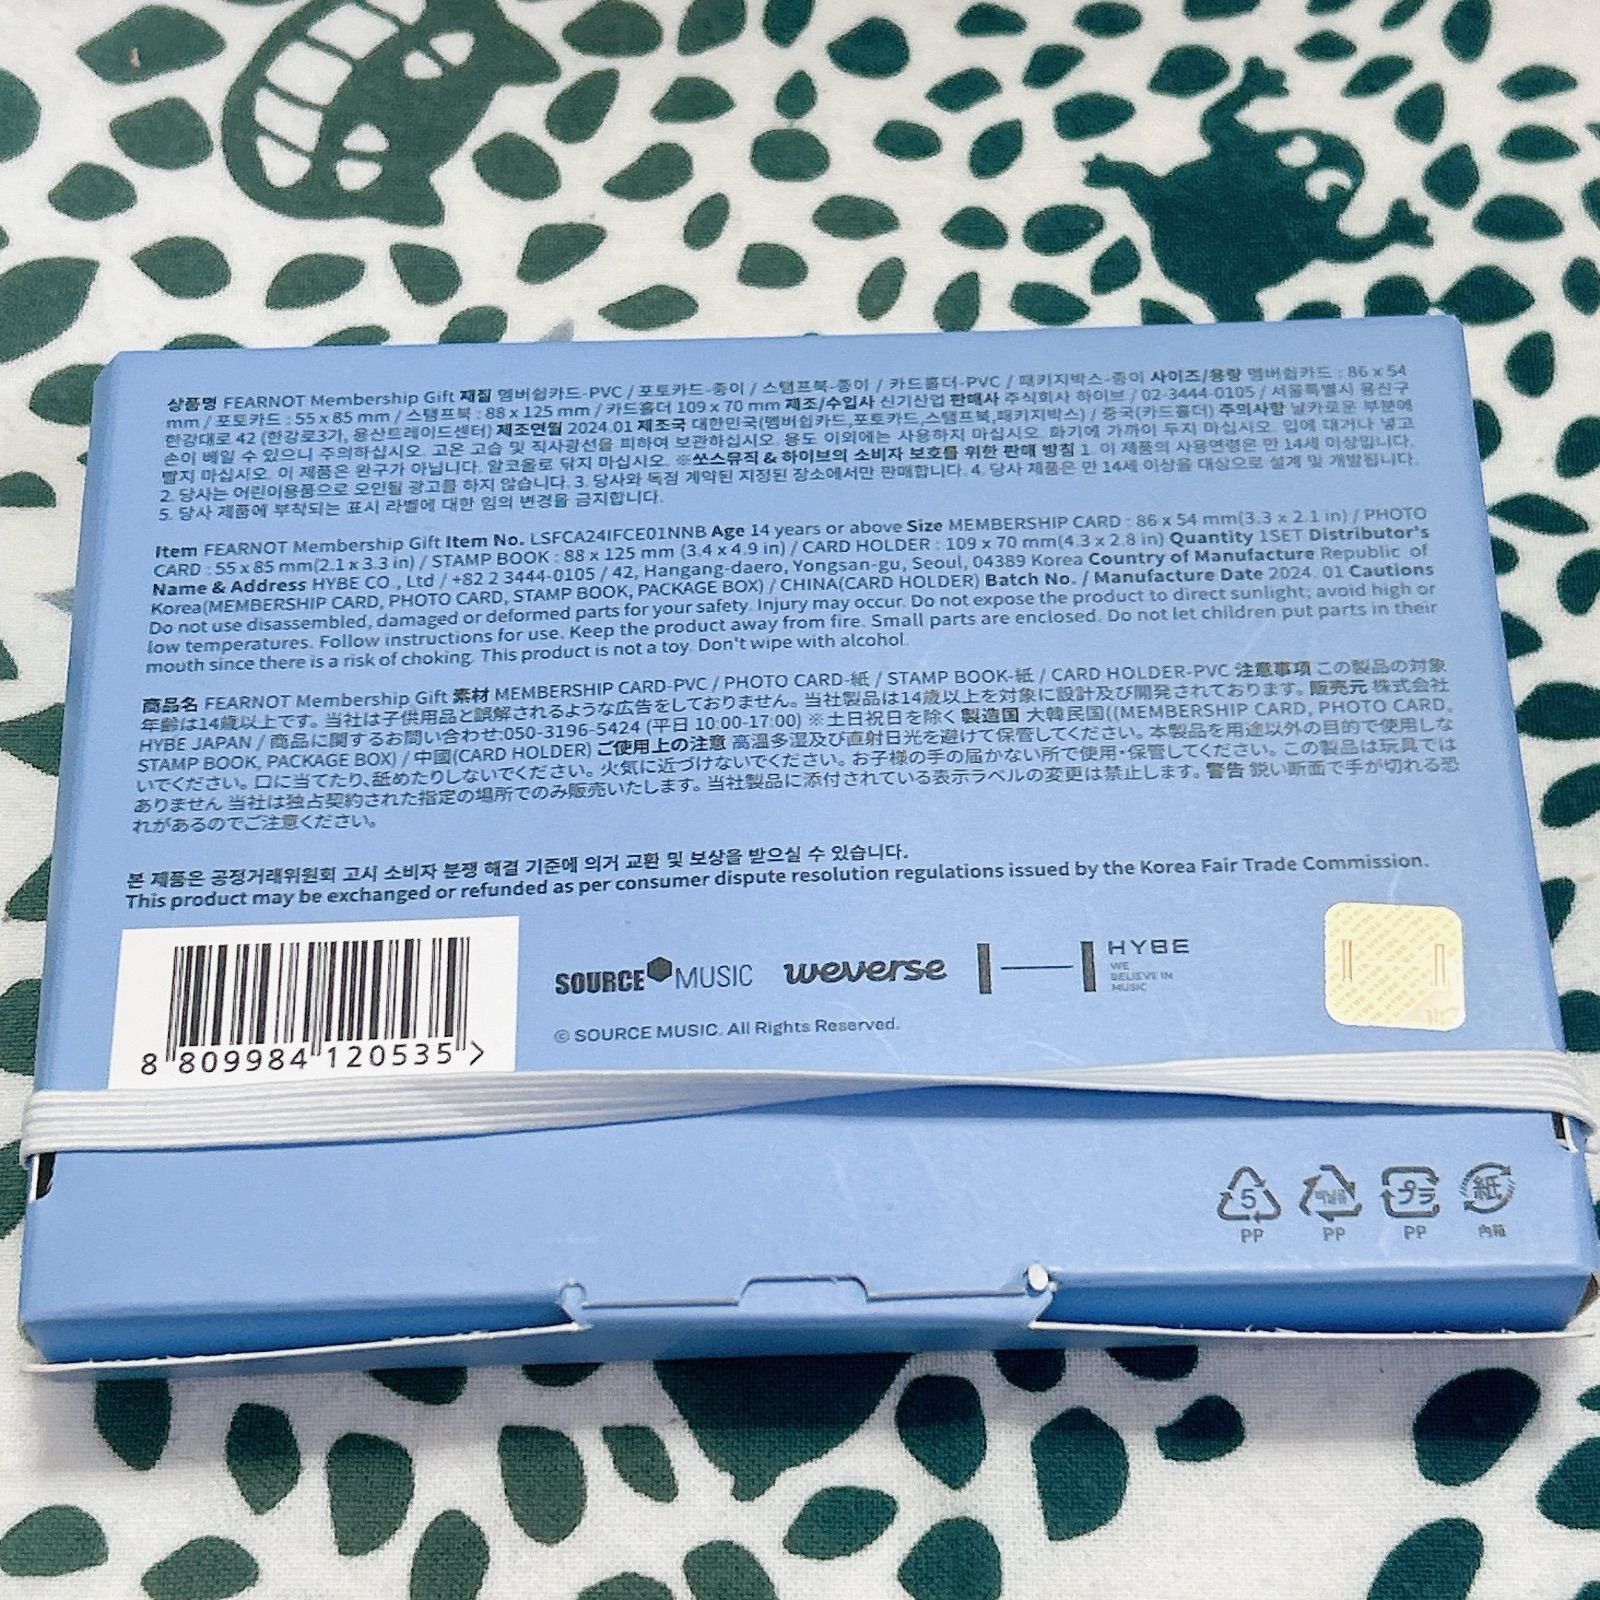 상품명 FEARNOT Membership Gift 재질 멤버쉽카드-PVC / 포토카드-종이 / 스탬프북-종이 / 카드홀더-PVC / 패키지박스-종이 사이즈/용량 멤버쉽카드 : 86 x 54
mm / 포토카드 : 55 x 85 mm / 스탬프북 : 88 x 125 mm / 카드홀더 109 x 70 mm 제조/수입사 신기산업 판매사 주식회사 하이브 / 02-3444-0105 / 서울특별시 용산구
한강대로 42 (한강로3가, 용산트레이드센터) 제조연월 2024.01 제조국 대한민국(멤버쉽카드,포토카드,스탬프북,패키지박스) / 중국(카드홀더) 주의사항 날카로운 부분에
손이 베일 수 있으니 주의하십시오. 고온 고습 및 직사광선을 피하여 보관하십시오. 용도 이외에는 사용하지 마십시오. 화기에 가까이 두지 마십시오. 입에 대거나 넣고
빨지 마십시오. 이 제품은 완구가 아닙니다. 알코올로 닦지 마십시오. ※쏘스뮤직 & 하이브의 소비자 보호를 위한 판매 방침 1. 이 제품의 사용연령은 만 14세 이상입니다.
2. 당사는 어린이용품으로 오인될 광고를 하지 않습니다. 3. 당사와 독점 계약된 지정된 장소에서만 판매합니다. 4. 당사 제품은 만 14세 이상을 대상으로 설계 및 개발됩니다.
5. 당사 제품에 부착되는 표시 라벨에 대한 임의 변경을 금지합니다.
Item FEARNOT Membership Gift Item No. LSFCA24IFCE01NNB Age 14 years or above Size MEMBERSHIP CARD : 86 x 54 mm(3.3 x 2.1 in) / PHOTO
CARD : 55 x 85 mm(2.1 x 3.3 in) / STAMP BOOK : 88 x 125 mm (3.4 x 4.9 in) / CARD HOLDER : 109 x 70 mm(4.3 x 2.8 in) Quantity 1SET Distributor's
Name & Address HYBE CO., Ltd / +82 2 3444-0105 / 42, Hangang-daero, Yongsan-gu, Seoul, 04389 Korea Country of Manufacture Republic of
Korea(MEMBERSHIP CARD, PHOTO CARD, STAMP BOOK, PACKAGE BOX) / CHINA(CARD HOLDER) Batch No. / Manufacture Date 2024. 01 Cautions
Do not use disassembled, damaged or deformed parts for your safety. Injury may occur. Do not expose the product to direct sunlight; avoid high or
low temperatures. Follow instructions for use. Keep the product away from fire. Small parts are enclosed. Do not let children put parts in their
mouth since there is a risk of choking. This product is not a toy. Don't wipe with alcohol.
商品名 FEARNOT Membership Gift 素材 MEMBERSHIP CARD-PVC / PHOTO CARD-紙 / STAMP BOOK-紙 / CARD HOLDER-PVC 注意事項 この製品の対象
年齢は14歳以上です。当社は子供用品と誤解されるような広告をしておりません。当社製品は14歳以上を対象に設計及び開発されております。販売元 株式会社
HYBE JAPAN / 商品に関するお問い合わせ:050-3196-5424 (平日 10:00-17:00) ※土日祝日を除く 製造国 大韓民国((MEMBERSHIP CARD, PHOTO CARD,
STAMP BOOK, PACKAGE BOX) / 中國(CARD HOLDER) ご使用上の注意 高温多湿及び直射日光を避けて保管してください。本製品を用途以外の目的で使用しな
いでください。口に当てたり、舐めたりしないでください。火気に近づけないでください。お子様の手の届かない所で使用・保管してください。この製品は玩具では
ありません 当社は独占契約された指定の場所でのみ販売いたします。当社製品に添付されている表示ラベルの変更は禁止します。警告 鋭い断面で手が切れる恐
れがあるのでご注意ください。
본 제품은 공정거래위원회 고시 소비자 분쟁 해결 기준에 의거 교환 및 보상을 받으실 수 있습니다.
This product may be exchanged or refunded as per consumer dispute resolution regulations issued by the Korea Fair Trade Commission.
8 809984 120535 >
SOURCE MUSIC weverse HYBE
WE
BELIEVE IN
MUSIC
© SOURCE MUSIC. All Rights Reserved.
5 プラ 紙
PP PP PP 内箱